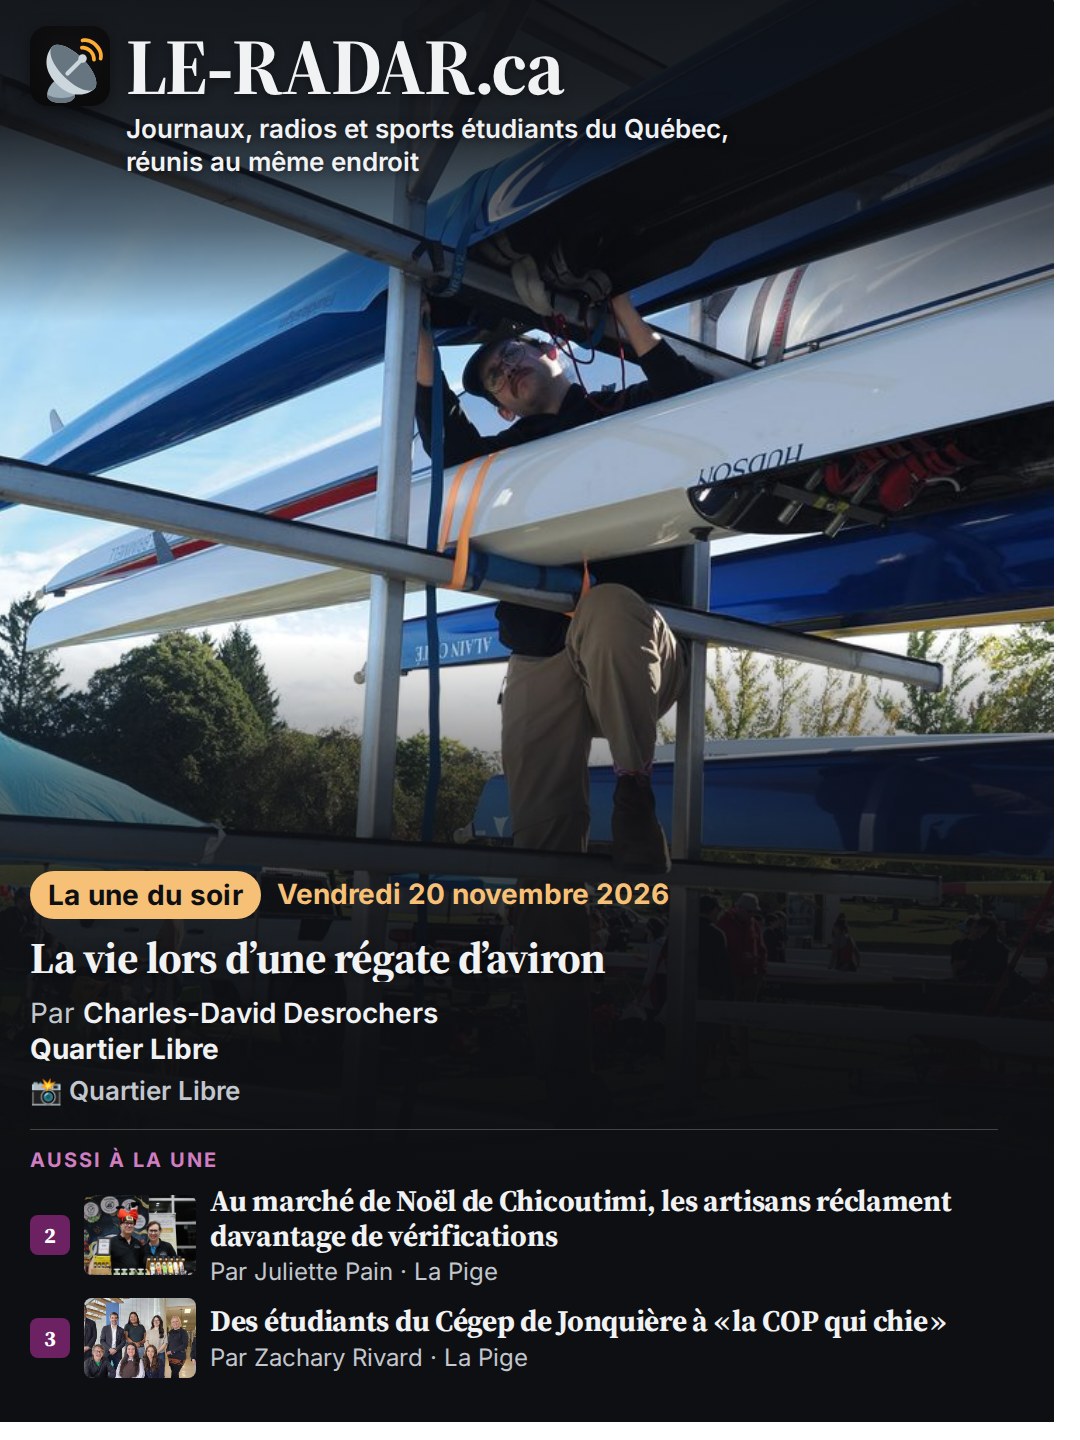 LE-RADAR.ca
Journaux, radios et sports étudiants du Québec,
réunis au même endroit
HUDSON
ALAIN CÔTÉ
La une du soir
Vendredi 20 novembre 2026
La vie lors d’une régate d’aviron
Par Charles-David Desrochers
Quartier Libre
📸 Quartier Libre
AUSSI À LA UNE
2
Au marché de Noël de Chicoutimi, les artisans réclament
davantage de vérifications
Par Juliette Pain · La Pige
3
Des étudiants du Cégep de Jonquière à «la COP qui chie»
Par Zachary Rivard · La Pige